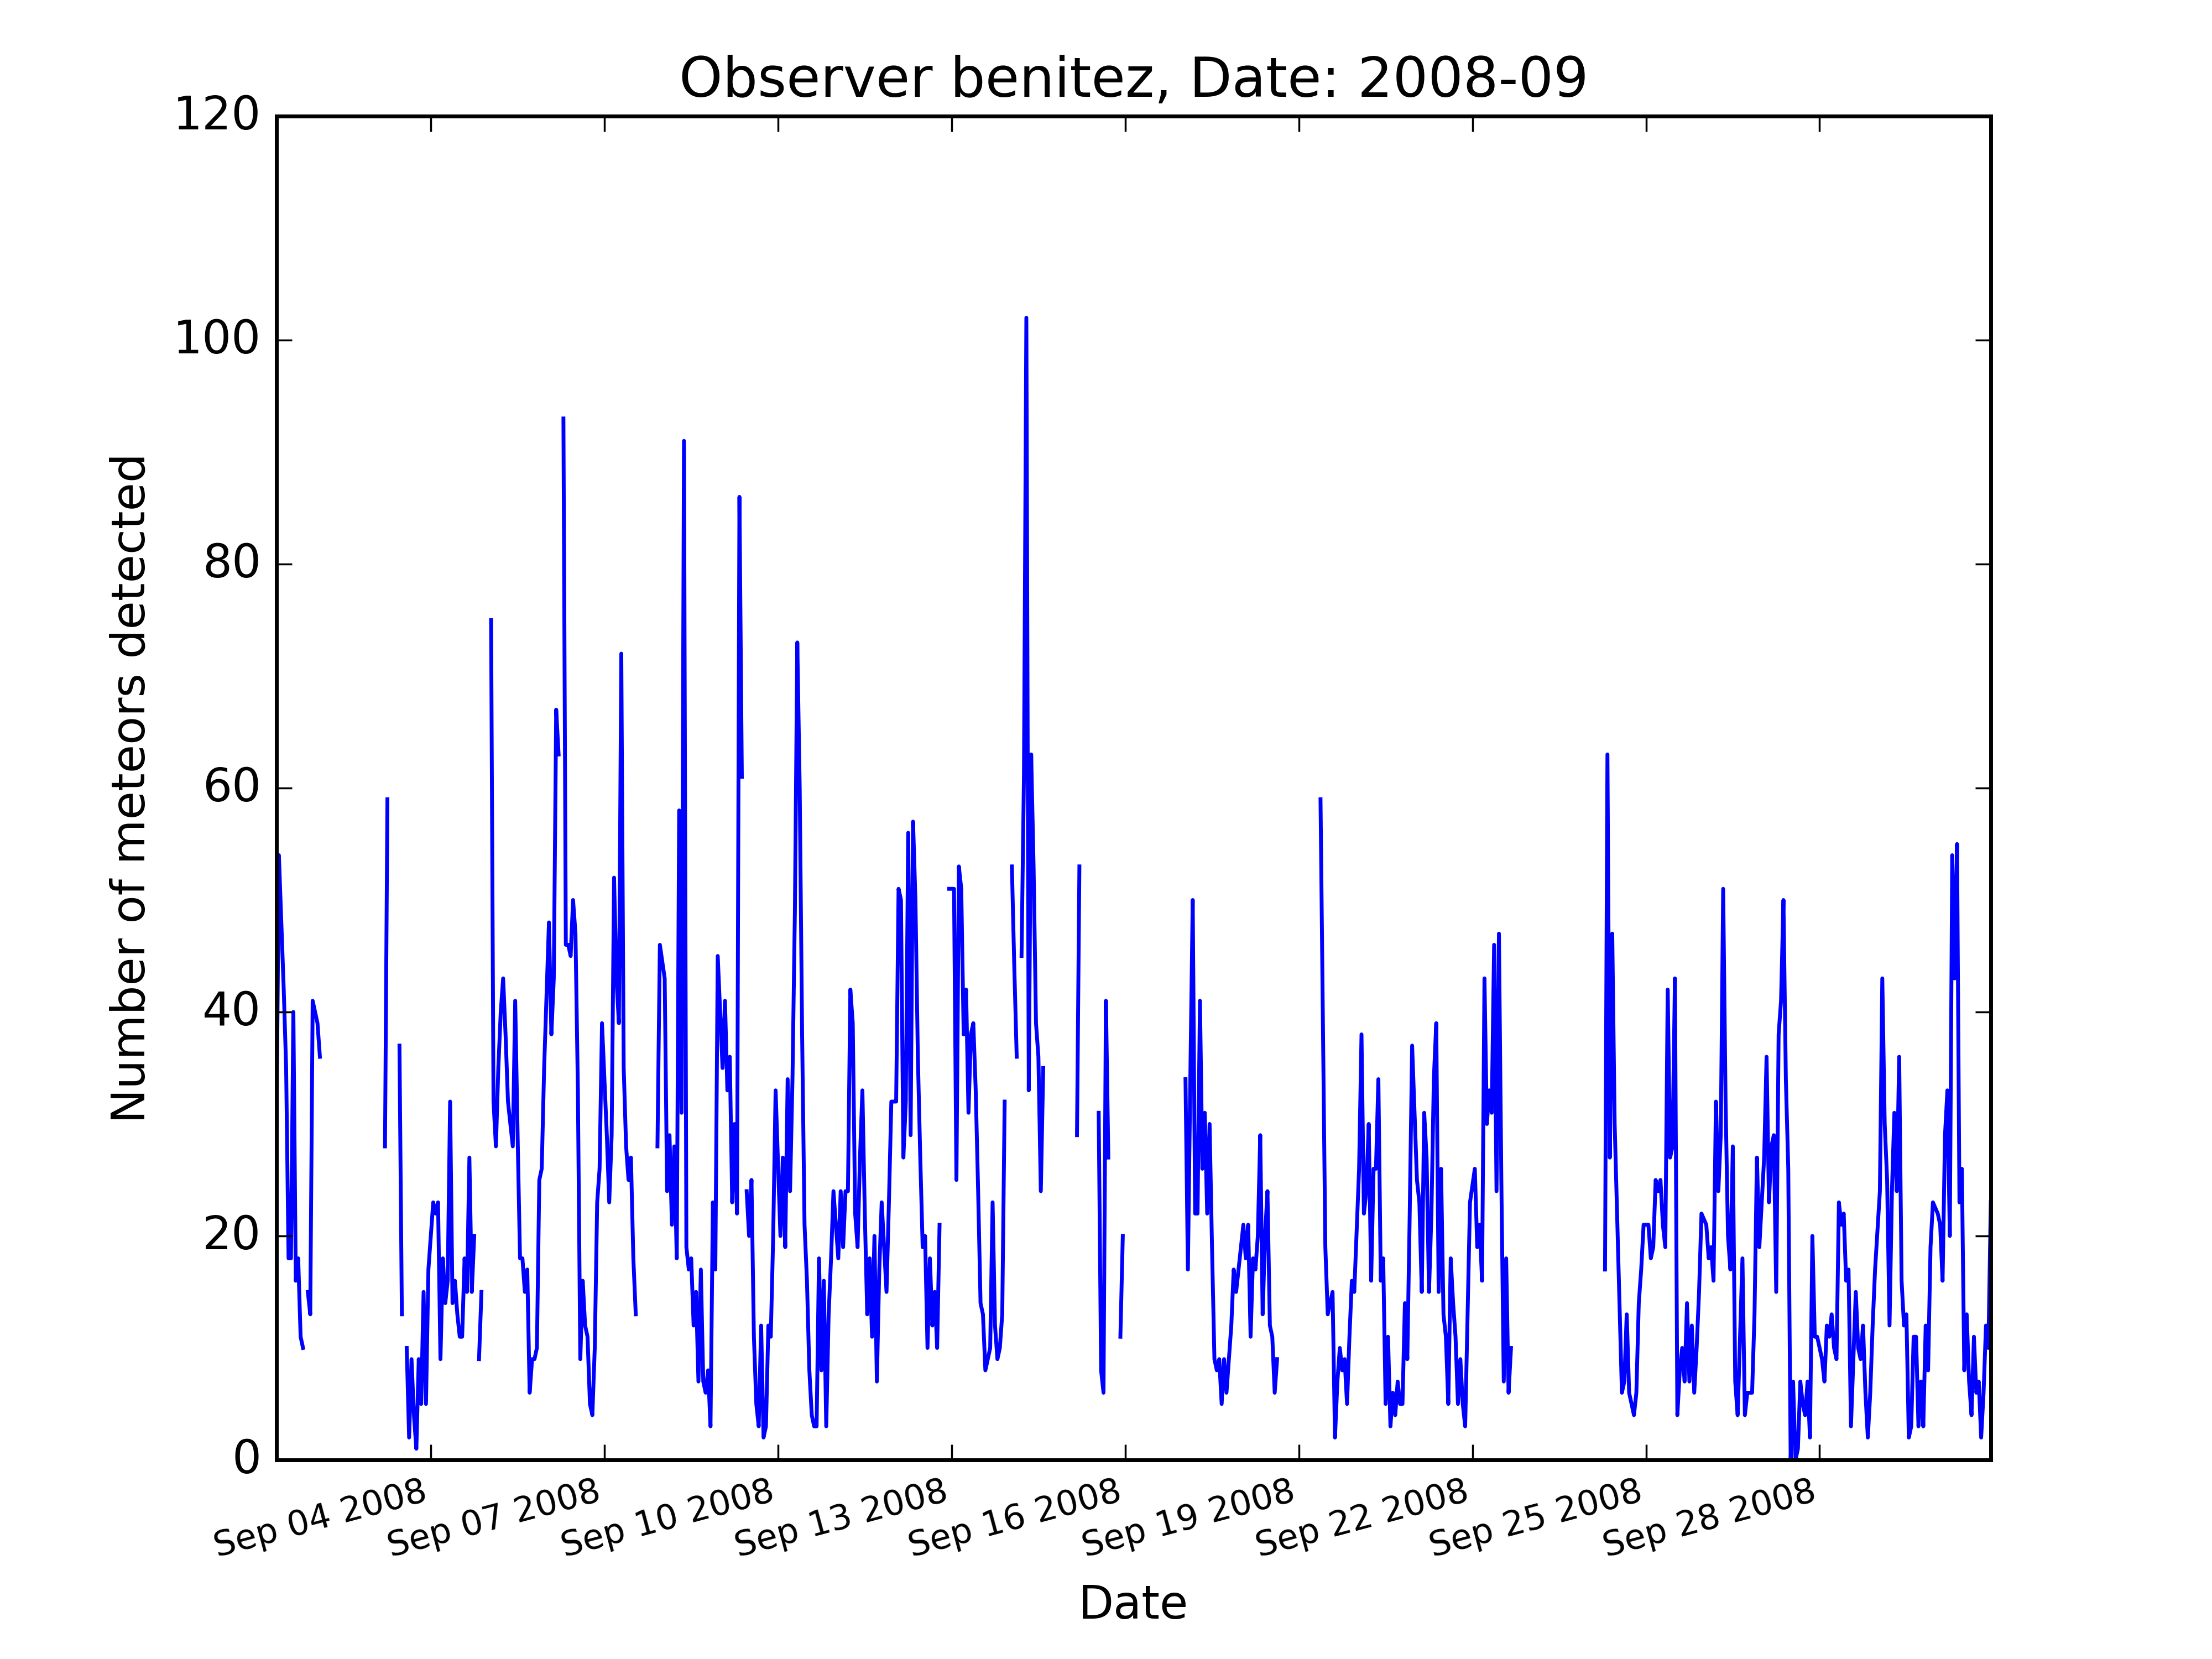 Observer benitez, Date: 2008-09
120
100
80
60
40
20
0
Number of meteors detected
Sep 04 2008
Sep 07 2008
Sep 10 2008
Sep 13 2008
Sep 16 2008
Sep 19 2008
Sep 22 2008
Sep 25 2008
Sep 28 2008
Date